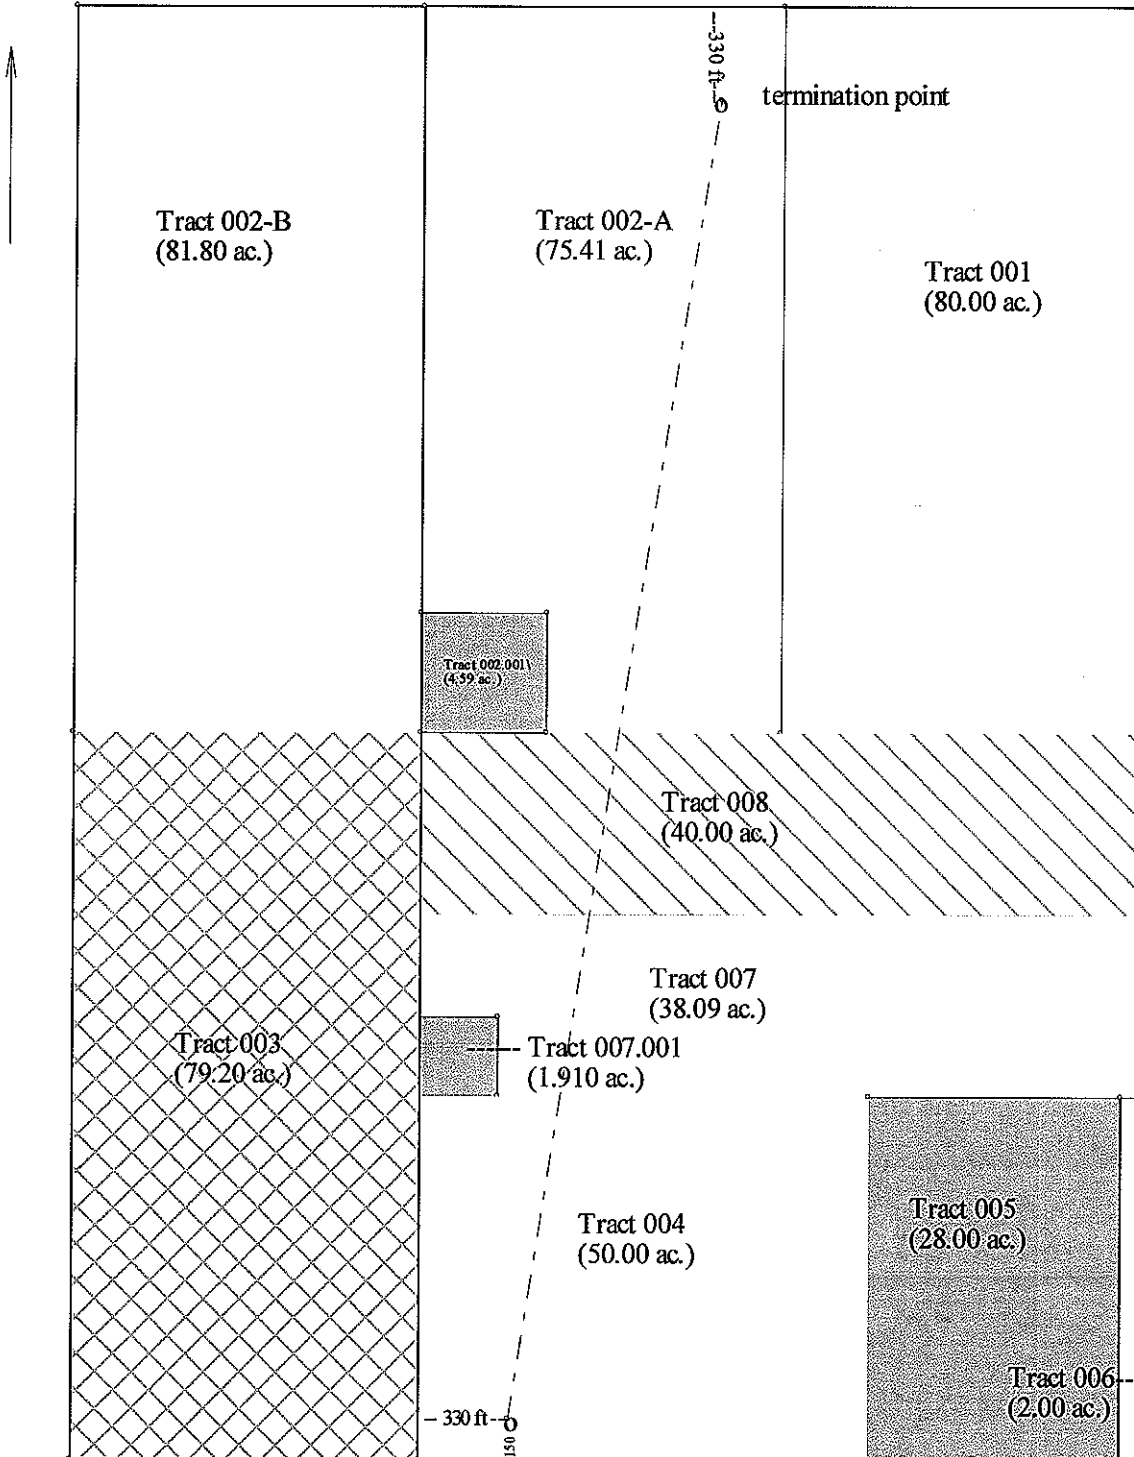 --330 ft--
termination point
Tract 002-B
(81.80 ac.)
Tract 002-A
(75.41 ac.)
Tract 001
(80.00 ac.)
Tract 002.001\
(4.59 ac.)
Tract 008
(40.00 ac.)
Tract 007
(38.09 ac.)
Tract 003
(79.20 ac.)
Tract 007.001
(1.910 ac.)
Tract 005
(28.00 ac.)
Tract 004
(50.00 ac.)
Tract 006--
(2.00 ac.)
-- 330 ft--
150